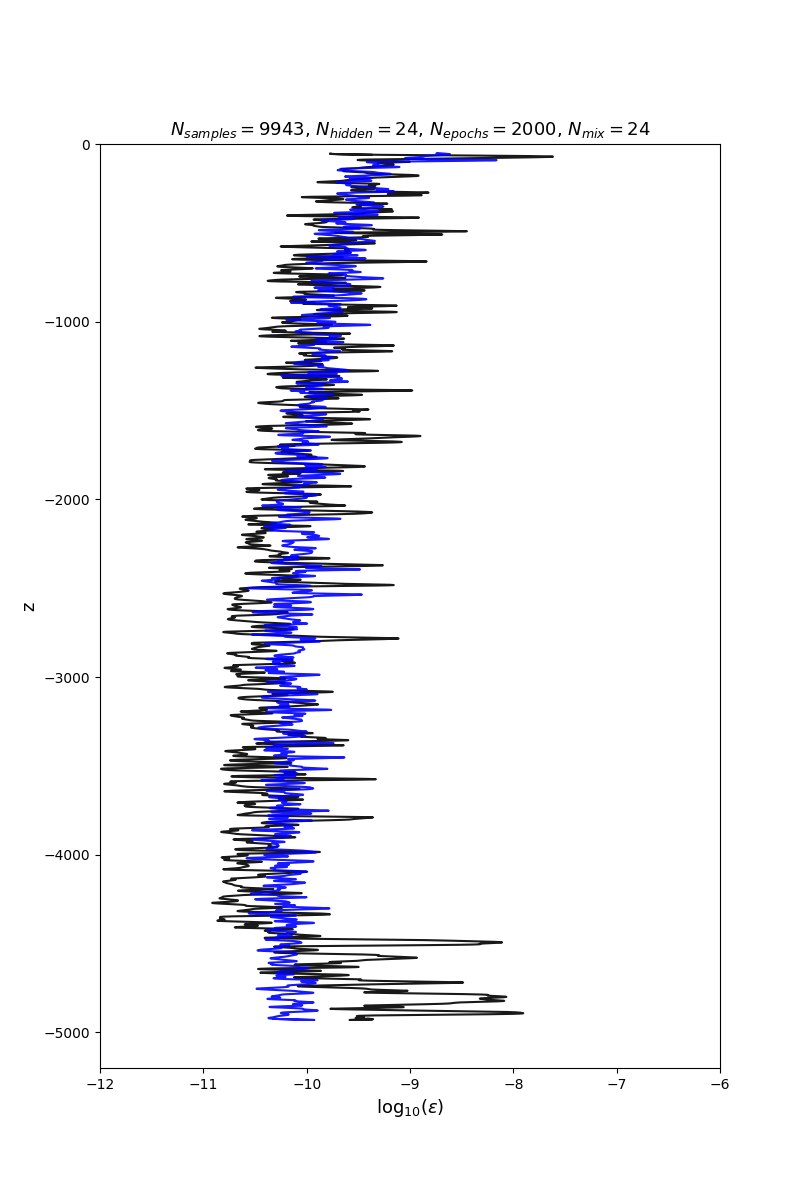 N_samples = 9943, N_hidden = 24, N_epochs = 2000, N_mix = 24
0
−1000
−2000
z
−3000
−4000
−5000
−12 −11 −10 −9 −8 −7 −6
log₁₀(ε)